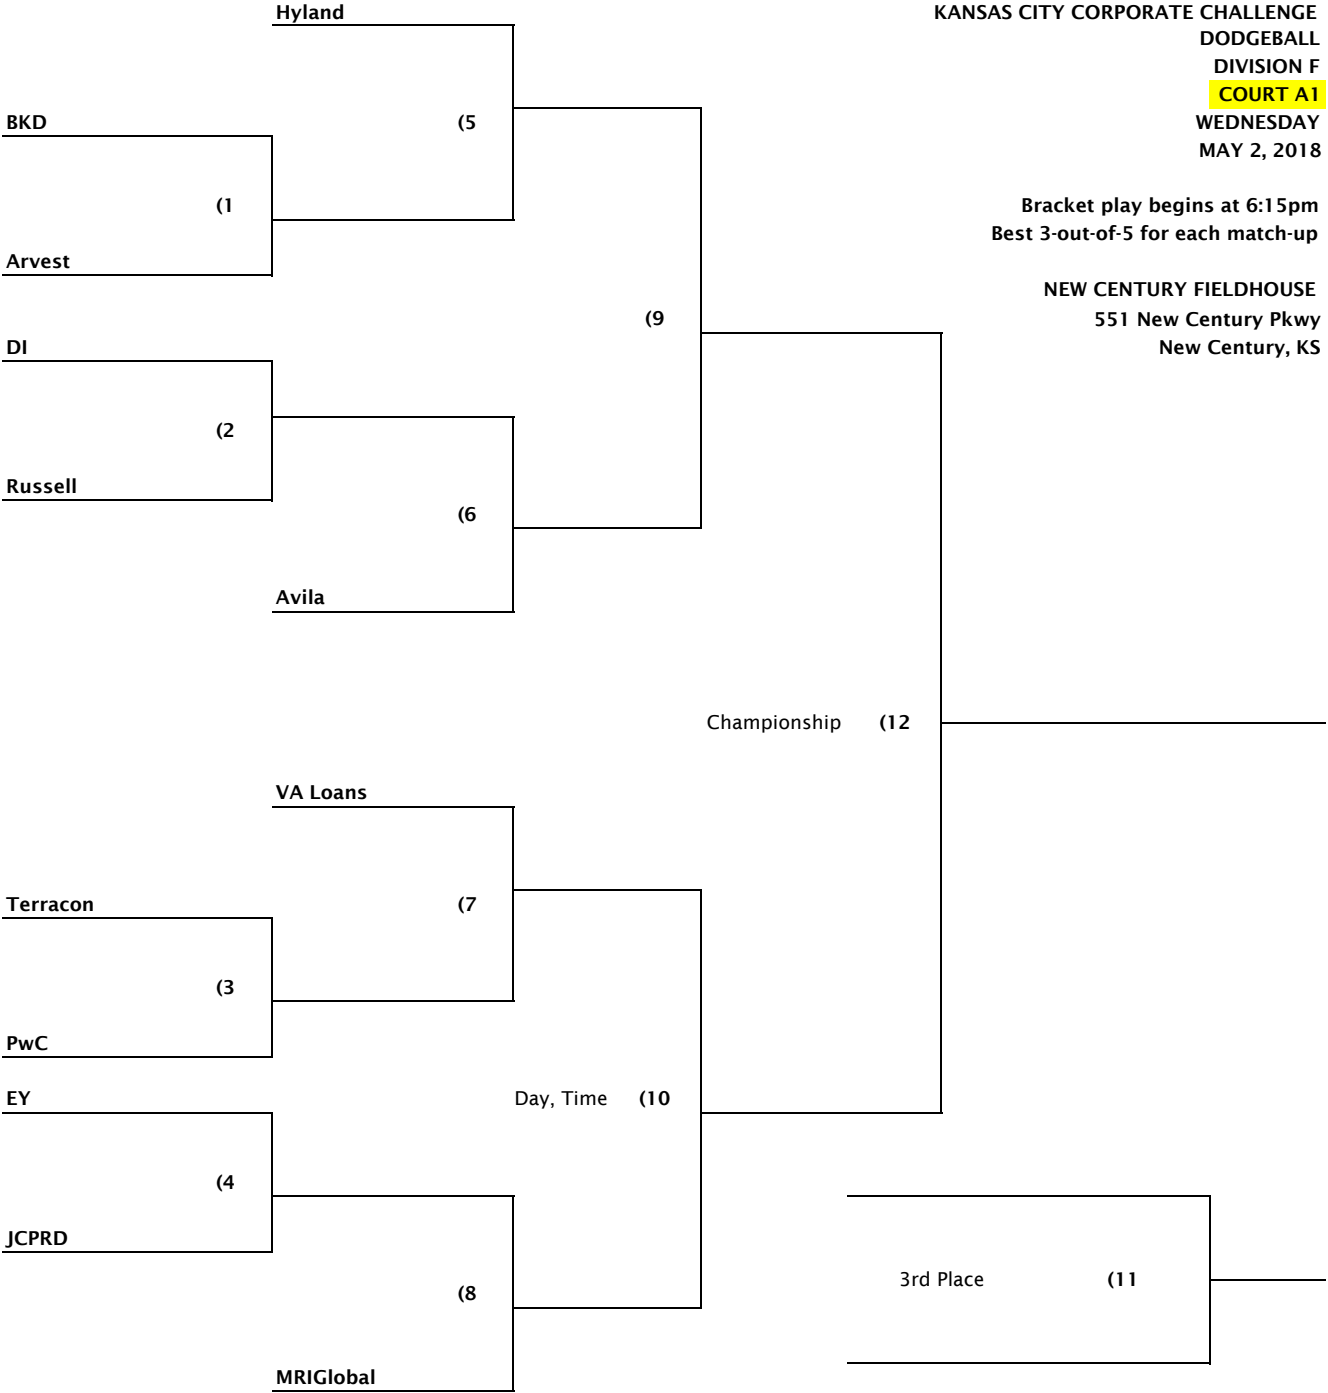 Hyland
KANSAS CITY CORPORATE CHALLENGE
DODGEBALL
DIVISION F
COURT A1
WEDNESDAY
MAY 2, 2018
BKD
(5
(1
Bracket play begins at 6:15pm
Best 3-out-of-5 for each match-up
Arvest
NEW CENTURY FIELDHOUSE
551 New Century Pkwy
New Century, KS
(9
DI
(2
Russell
(6
Avila
Championship (12
VA Loans
Terracon
(7
(3
PwC
EY
Day, Time (10
(4
JCPRD
3rd Place (11
(8
MRIGlobal